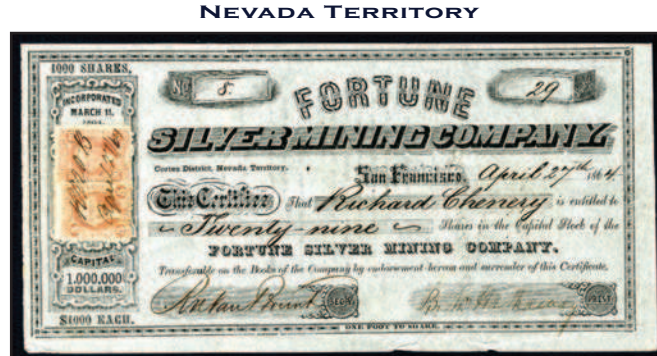 NEVADA TERRITORY
1000 SHARES.
INCORPORATED
MARCH 11.
No 8
FORTUNE
29
SILVER MINING COMPANY.
Cortez District, Nevada Territory.
San Francisco, April 27th 1864
This Certifies That Richard Chenery is entitled to
Twenty-nine Shares in the Capital Stock of the
FORTUNE SILVER MINING COMPANY.
Transferable on the Books of the Company by endorsement hereon and surrender of this Certificate.
CAPITAL
1.000,000
DOLLARS.
$1000 EACH.
SECY.
PREST.
ONE FOOT TO SHARE.